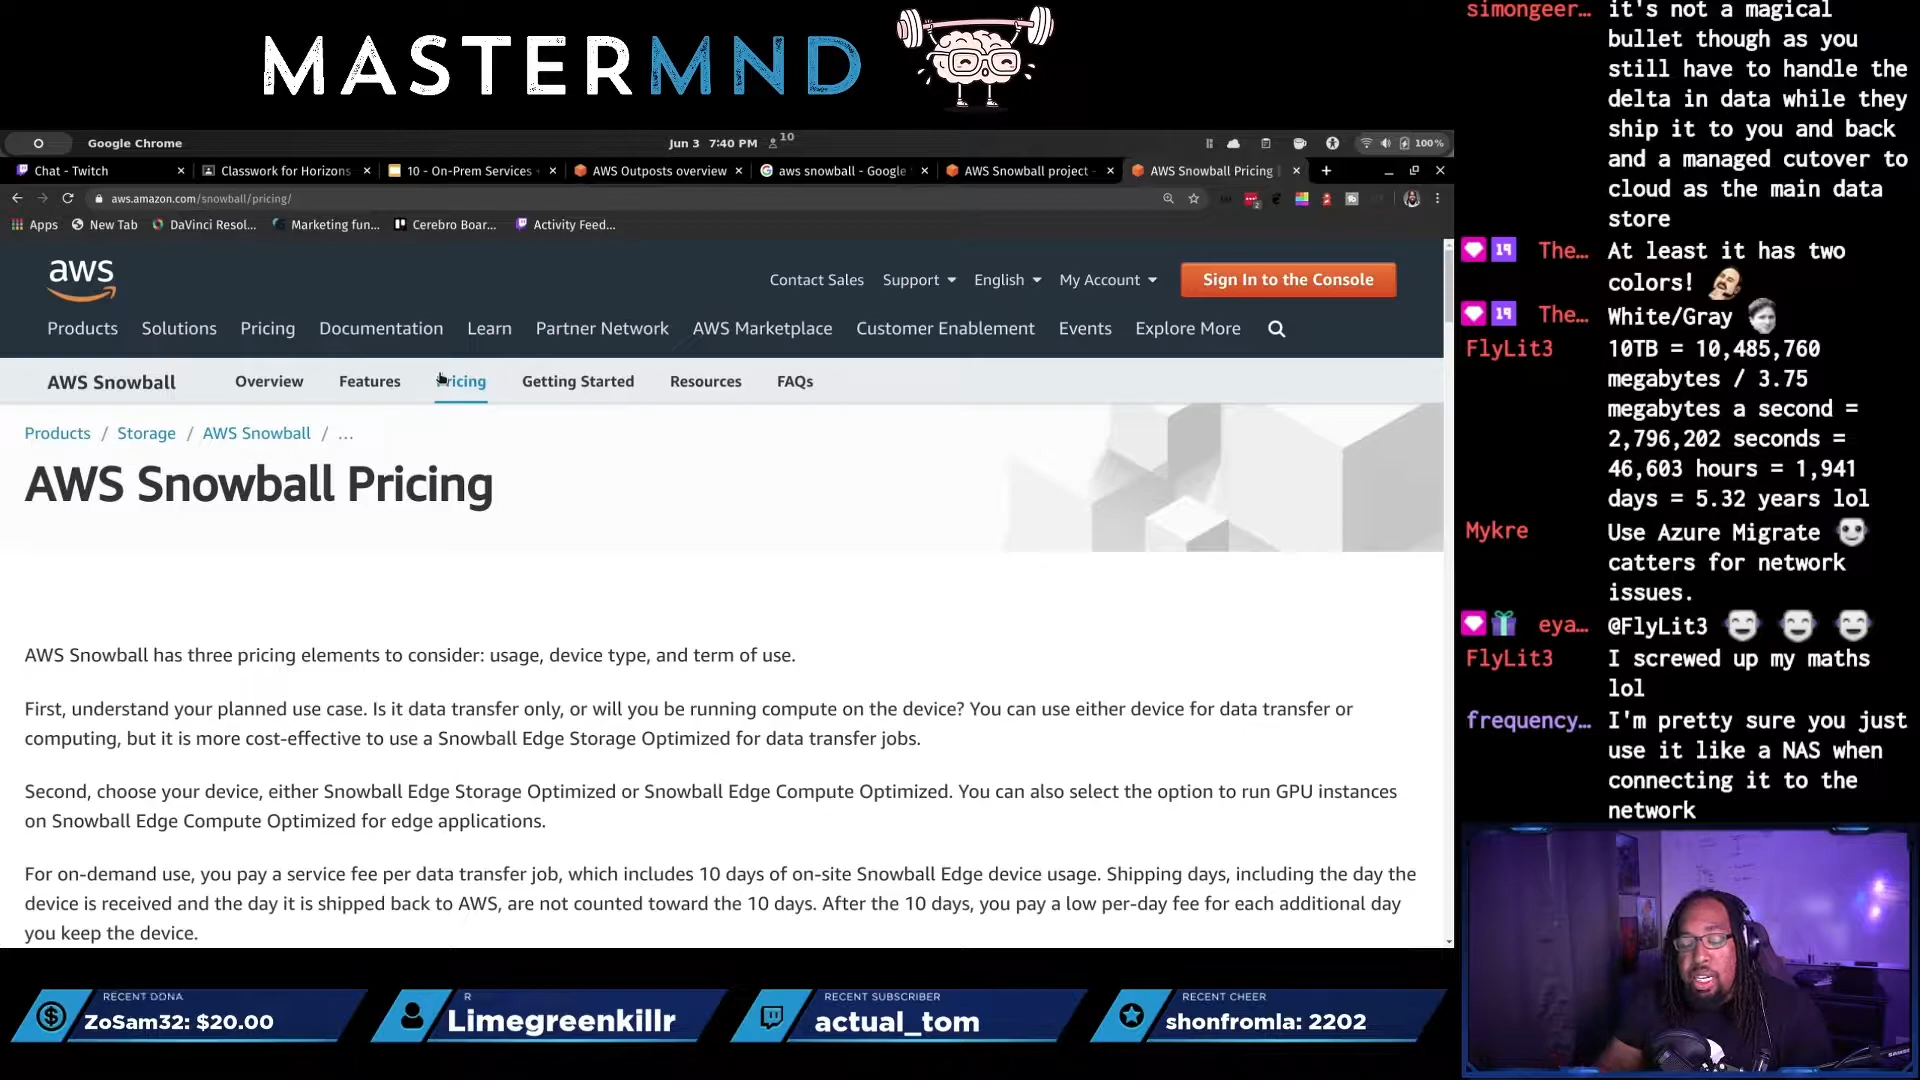 MASTERMND
Google Chrome
Jun 3 7:40 PM
10
100%
Chat - Twitch
Classwork for Horizons
10 - On-Prem Services
AWS Outposts overview
aws snowball - Google
AWS Snowball project -
AWS Snowball Pricing
aws.amazon.com/snowball/pricing/
Apps
New Tab
DaVinci Resol...
Marketing fun...
Cerebro Boar...
Activity Feed...
aws
Contact Sales
Support
English
My Account
Sign In to the Console
Products
Solutions
Pricing
Documentation
Learn
Partner Network
AWS Marketplace
Customer Enablement
Events
Explore More
AWS Snowball
Overview
Features
Pricing
Getting Started
Resources
FAQs
Products / Storage / AWS Snowball / ...
AWS Snowball Pricing
AWS Snowball has three pricing elements to consider: usage, device type, and term of use.
First, understand your planned use case. Is it data transfer only, or will you be running compute on the device? You can use either device for data transfer or
computing, but it is more cost-effective to use a Snowball Edge Storage Optimized for data transfer jobs.
Second, choose your device, either Snowball Edge Storage Optimized or Snowball Edge Compute Optimized. You can also select the option to run GPU instances
on Snowball Edge Compute Optimized for edge applications.
For on-demand use, you pay a service fee per data transfer job, which includes 10 days of on-site Snowball Edge device usage. Shipping days, including the day the
device is received and the day it is shipped back to AWS, are not counted toward the 10 days. After the 10 days, you pay a low per-day fee for each additional day
you keep the device.
simongeer... it's not a magical
bullet though as you
still have to handle the
delta in data while they
ship it to you and back
and a managed cutover to
cloud as the main data
store
19 The... At least it has two
colors!
19 The... White/Gray
FlyLit3 10TB = 10,485,760
megabytes / 3.75
megabytes a second =
2,796,202 seconds =
46,603 hours = 1,941
days = 5.32 years lol
Mykre Use Azure Migrate
catters for network
issues.
eya... @FlyLit3
FlyLit3 I screwed up my maths
lol
frequency... I'm pretty sure you just
use it like a NAS when
connecting it to the
network
RECENT DONA
ZoSam32: $20.00
R
Limegreenkillr
RECENT SUBSCRIBER
actual_tom
RECENT CHEER
shonfromla: 2202